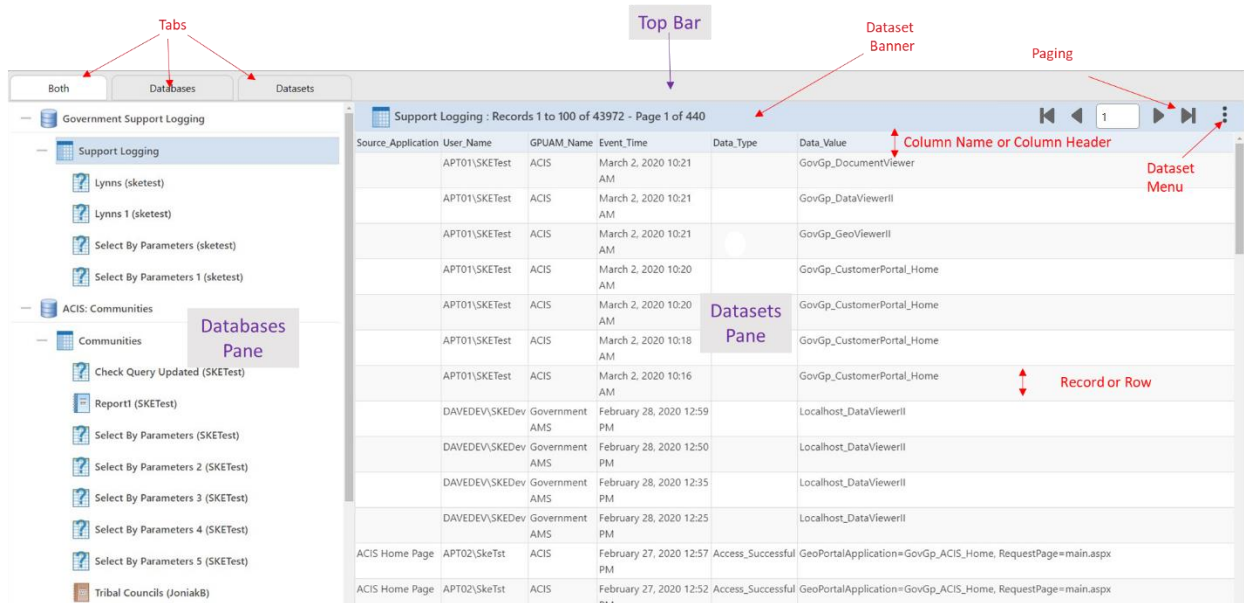 Tabs
Top Bar
Dataset
Banner
Paging
Both
Databases
Datasets
Government Support Logging
Support Logging
Lynns (sketest)
Lynns 1 (sketest)
Select By Parameters (sketest)
Select By Parameters 1 (sketest)
ACIS: Communities
Communities
Check Query Updated (SKETest)
Report1 (SKETest)
Select By Parameters (SKETest)
Select By Parameters 2 (SKETest)
Select By Parameters 3 (SKETest)
Select By Parameters 4 (SKETest)
Select By Parameters 5 (SKETest)
Tribal Councils (JoniakB)
Databases
Pane
Support Logging : Records 1 to 100 of 43972 - Page 1 of 440
1
Source_Application User_Name GPUAM_Name Event_Time Data_Type Data_Value
Column Name or Column Header
Dataset
Menu
APT01\SKETest ACIS March 2, 2020 10:21 GovGp_DocumentViewer
AM
APT01\SKETest ACIS March 2, 2020 10:21 GovGp_DataViewerII
AM
APT01\SKETest ACIS March 2, 2020 10:21 GovGp_GeoViewerII
AM
APT01\SKETest ACIS March 2, 2020 10:20 GovGp_CustomerPortal_Home
AM
APT01\SKETest ACIS March 2, 2020 10:20 GovGp_CustomerPortal_Home
AM
Datasets
Pane
APT01\SKETest ACIS March 2, 2020 10:18 GovGp_CustomerPortal_Home
AM
APT01\SKETest ACIS March 2, 2020 10:16 GovGp_CustomerPortal_Home
AM
Record or Row
DAVEDEV\SKEDev Government February 28, 2020 12:59 Localhost_DataViewerII
AMS PM
DAVEDEV\SKEDev Government February 28, 2020 12:50 Localhost_DataViewerII
AMS PM
DAVEDEV\SKEDev Government February 28, 2020 12:35 Localhost_DataViewerII
AMS PM
DAVEDEV\SKEDev Government February 28, 2020 12:25 Localhost_DataViewerII
AMS PM
ACIS Home Page APT02\SkeTst ACIS February 27, 2020 12:57 Access_Successful GeoPortalApplication=GovGp_ACIS_Home, RequestPage=main.aspx
PM
ACIS Home Page APT02\SkeTst ACIS February 27, 2020 12:52 Access_Successful GeoPortalApplication=GovGp_ACIS_Home, RequestPage=main.aspx